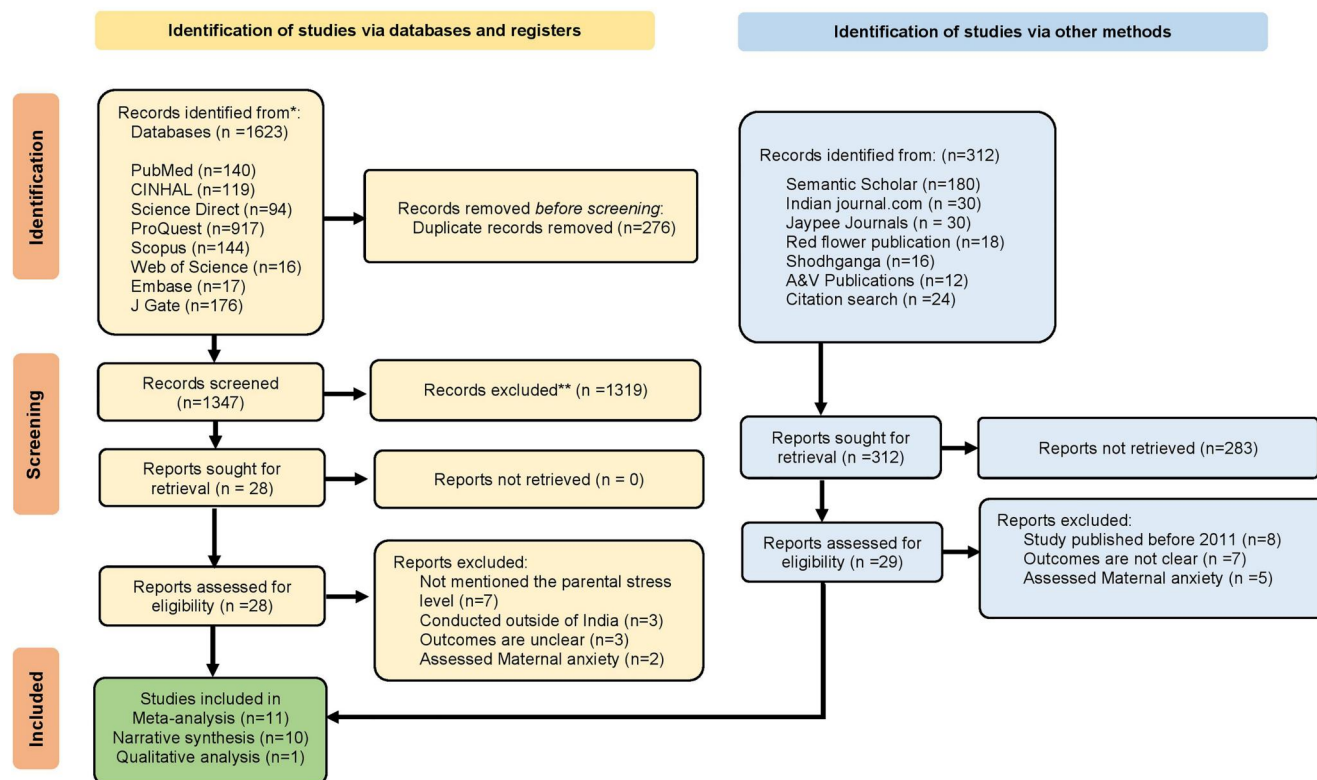 Identification of studies via databases and registers
Identification of studies via other methods
Identification
Records identified from*:
Databases (n =1623)
PubMed (n=140)
CINHAL (n=119)
Science Direct (n=94)
ProQuest (n=917)
Scopus (n=144)
Web of Science (n=16)
Embase (n=17)
J Gate (n=176)
Records removed before screening:
Duplicate records removed (n=276)
Records identified from: (n=312)
Semantic Scholar (n=180)
Indian journal.com (n =30)
Jaypee Journals (n = 30)
Red flower publication (n=18)
Shodhganga (n=16)
A&V Publications (n=12)
Citation search (n =24)
Screening
Records screened
(n=1347)
Records excluded** (n =1319)
Reports sought for
retrieval (n = 28)
Reports not retrieved (n = 0)
Reports sought for
retrieval (n =312)
Reports not retrieved (n=283)
Reports assessed for
eligibility (n =28)
Reports excluded:
Not mentioned the parental stress
level (n=7)
Conducted outside of India (n=3)
Outcomes are unclear (n=3)
Assessed Maternal anxiety (n=2)
Reports assessed for
eligibility (n =29)
Reports excluded:
Study published before 2011 (n=8)
Outcomes are not clear (n =7)
Assessed Maternal anxiety (n =5)
Included
Studies included in
Meta-analysis (n=11)
Narrative synthesis (n=10)
Qualitative analysis (n=1)